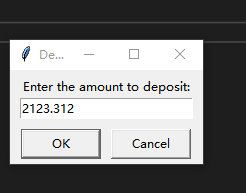 De...
Enter the amount to deposit:
2123.312
OK
Cancel